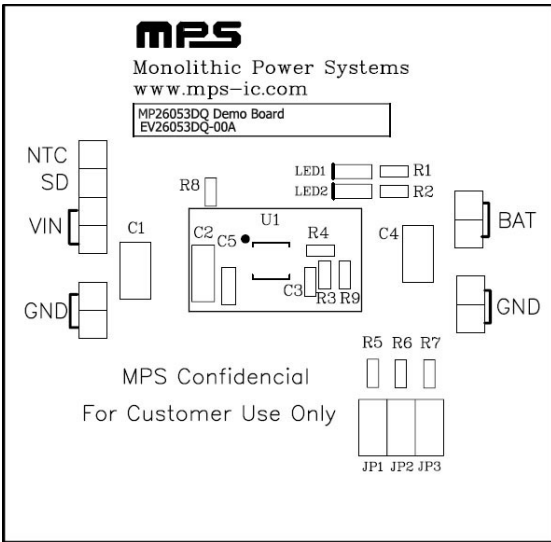 mps
Monolithic Power Systems
www.mps-ic.com
MP26053DQ Demo Board
EV26053DQ-00A
NTC
SD
VIN
GND
C1
R8
LED1
R1
LED2
R2
U1
C2
C5
R4
C3
R3
R9
C4
BAT
GND
R5 R6 R7
MPS Confidencial
For Customer Use Only
JP1 JP2 JP3